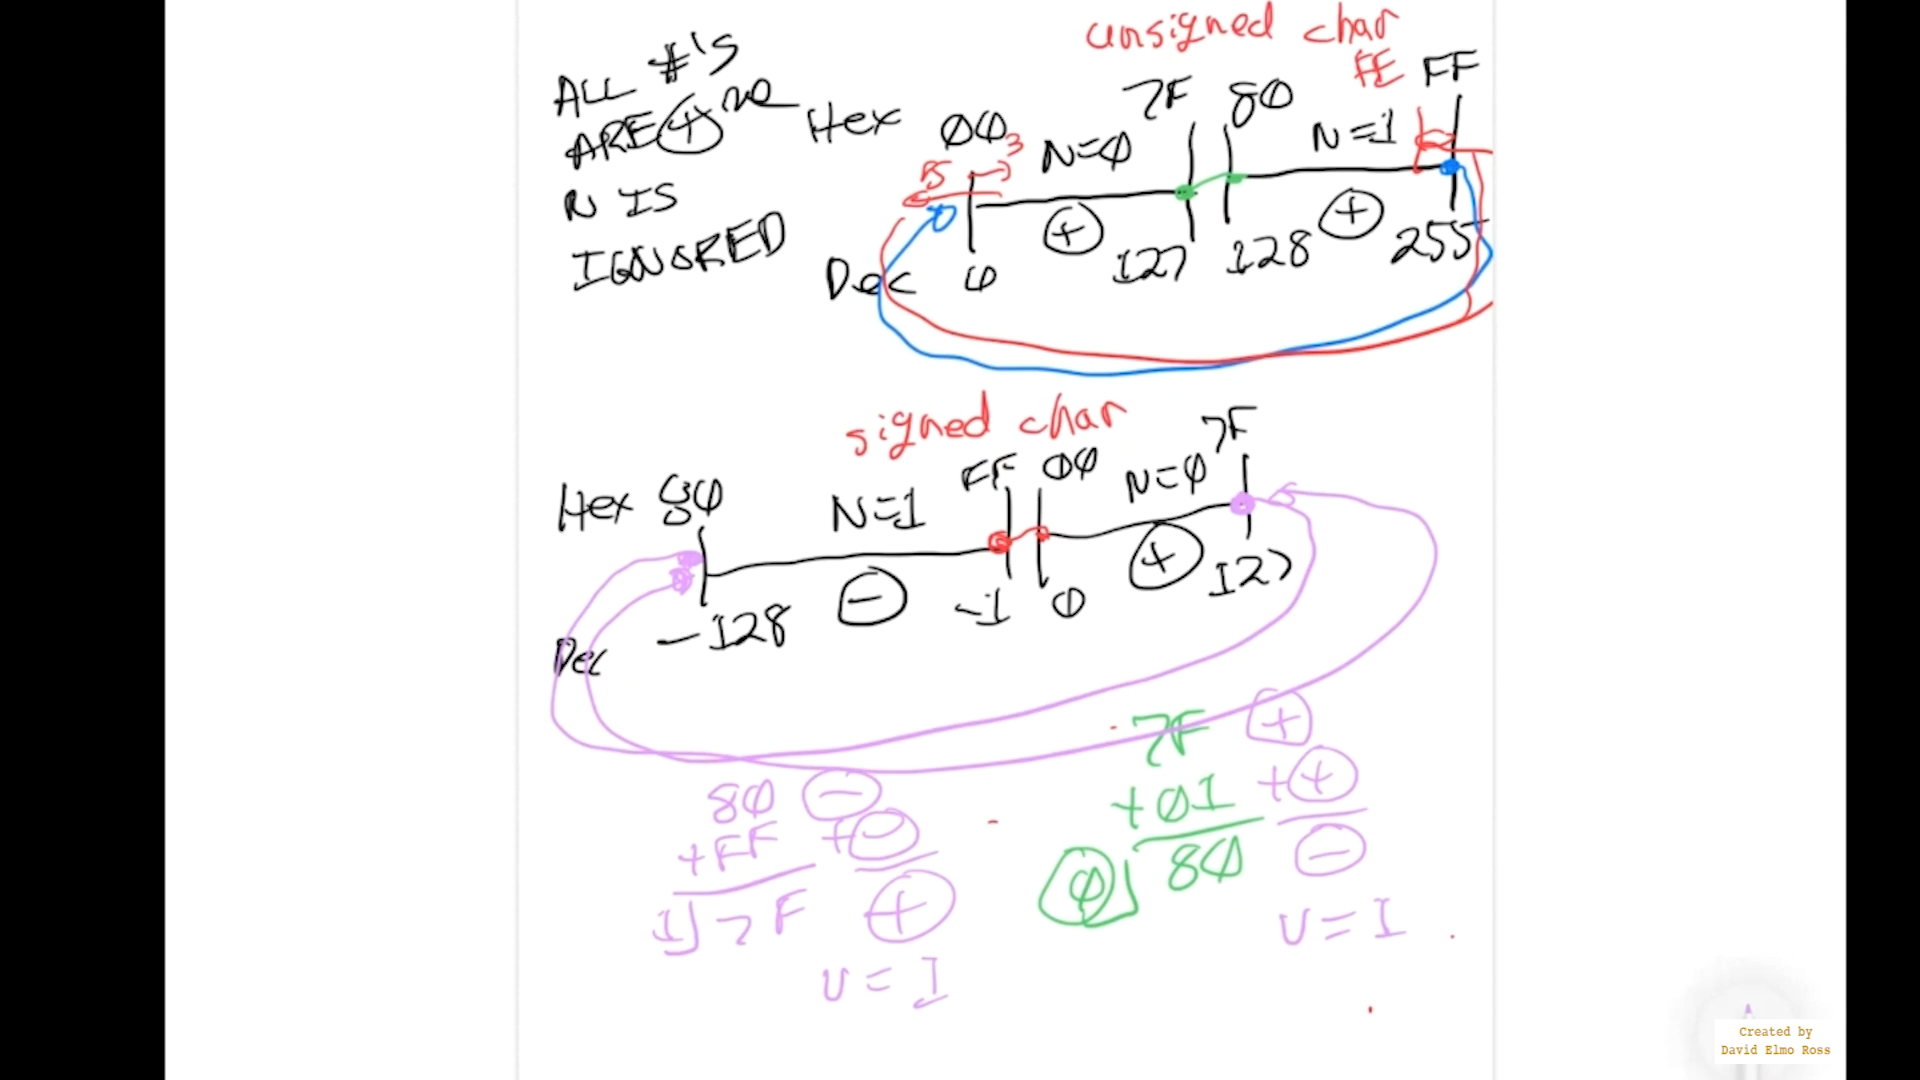 unsigned char
ALL #'S
ARE + ve
N IS
IGNORED
Hex 00 3 N=0 7F 80 N=1 FE FF
5
+ +
Dec 0 127 128 255
signed char
Hex 80 N=1 FF 00 N=0 7F
- +
Dec -128 -1 0 127
80 -
+FF +-
1 7F +
V=1
7F +
+01 ++
0 80 -
V=1
Created by
David Elmo Ross